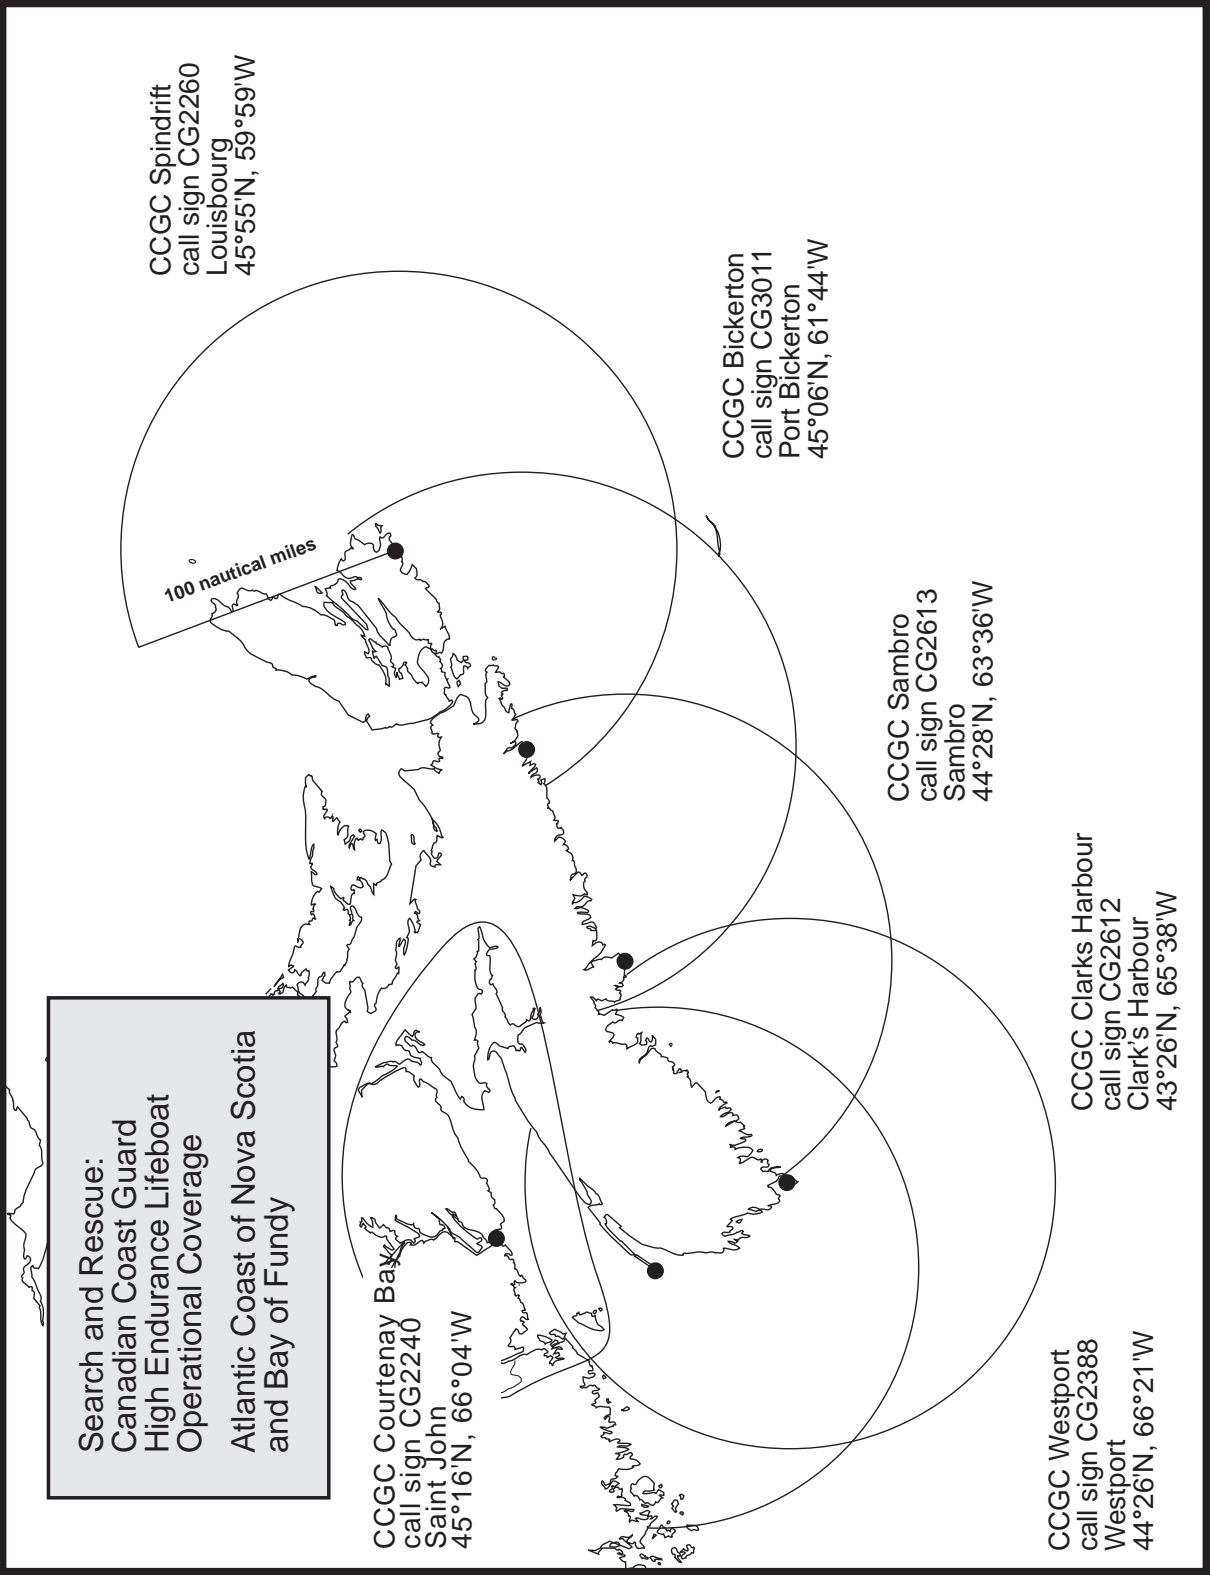 Search and Rescue:
Canadian Coast Guard
High Endurance Lifeboat
Operational Coverage
Atlantic Coast of Nova Scotia
and Bay of Fundy
CCGC Courtenay Bay
call sign CG2240
Saint John
45°16'N, 66°04'W
CCGC Westport
call sign CG2388
Westport
44°26'N, 66°21'W
CCGC Clarks Harbour
call sign CG2612
Clark's Harbour
43°26'N, 65°38'W
CCGC Sambro
call sign CG2613
Sambro
44°28'N, 63°36'W
CCGC Bickerton
call sign CG3011
Port Bickerton
45°06'N, 61°44'W
CCGC Spindrift
call sign CG2260
Louisbourg
45°55'N, 59°59'W
100 nautical miles